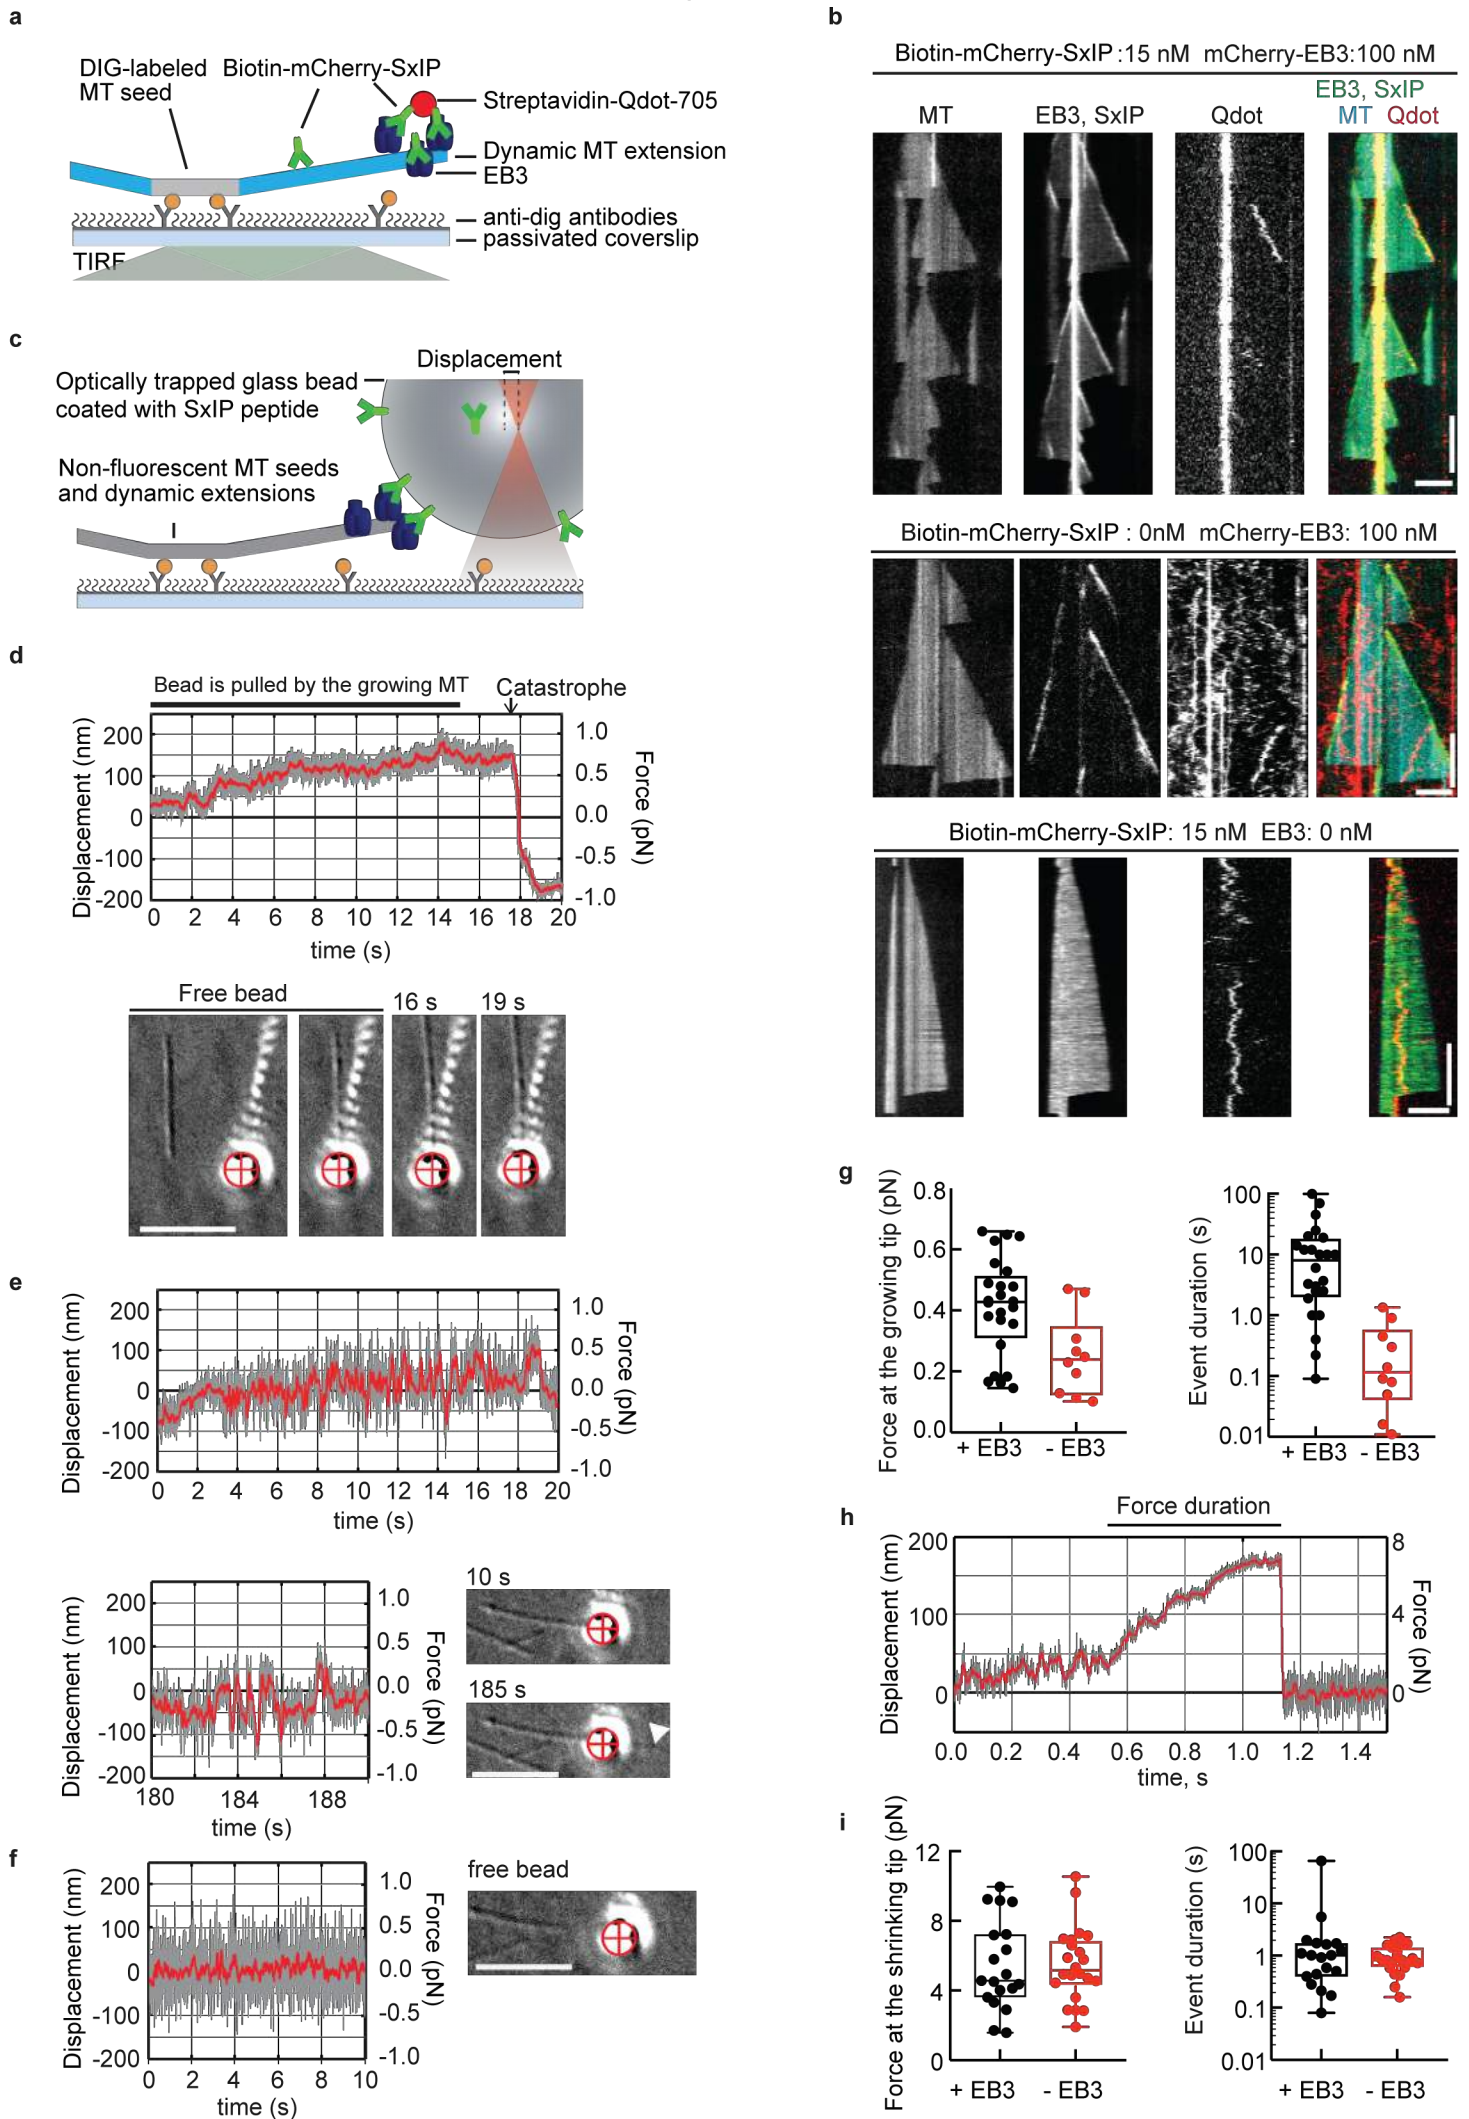 a
DIG-labeled
MT seed
Biotin-mCherry-SxIP
Streptavidin-Qdot-705
Dynamic MT extension
EB3
anti-dig antibodies
passivated coverslip
TIRF
b
Biotin-mCherry-SxIP :15 nM mCherry-EB3:100 nM
MT
EB3, SxIP
Qdot
EB3, SxIP
MT Qdot
Biotin-mCherry-SxIP : 0nM mCherry-EB3: 100 nM
Biotin-mCherry-SxIP: 15 nM EB3: 0 nM
c
Displacement
Optically trapped glass bead
coated with SxIP peptide
Non-fluorescent MT seeds
and dynamic extensions
d
Bead is pulled by the growing MT
Catastrophe
Displacement (nm)
200
100
0
-100
-200
1.0
0.5
0.0
-0.5
-1.0
Force (pN)
0 2 4 6 8 10 12 14 16 18 20
time (s)
Free bead
16 s
19 s
e
Displacement (nm)
200
100
0
-100
-200
1.0
0.5
0.0
-0.5
-1.0
Force (pN)
0 2 4 6 8 10 12 14 16 18 20
time (s)
Displacement (nm)
200
100
0
-100
-200
1.0
0.5
0.0
-0.5
-1.0
Force (pN)
180 184 188
time (s)
10 s
185 s
f
Displacement (nm)
200
100
0
-100
-200
1.0
0.5
0.0
-0.5
-1.0
Force (pN)
0 2 4 6 8 10
time (s)
free bead
g
Force at the growing tip (pN)
0.8
0.6
0.4
0.2
0.0
+ EB3 - EB3
Event duration (s)
100
10
1.0
0.1
0.01
+ EB3 - EB3
h
Force duration
Displacement (nm)
200
100
0
8
4
0
Force (pN)
0.0 0.2 0.4 0.6 0.8 1.0 1.2 1.4
time, s
i
Force at the shrinking tip (pN)
12
8
4
0
+ EB3 - EB3
Event duration (s)
100
10
1
0.1
0.01
+ EB3 - EB3